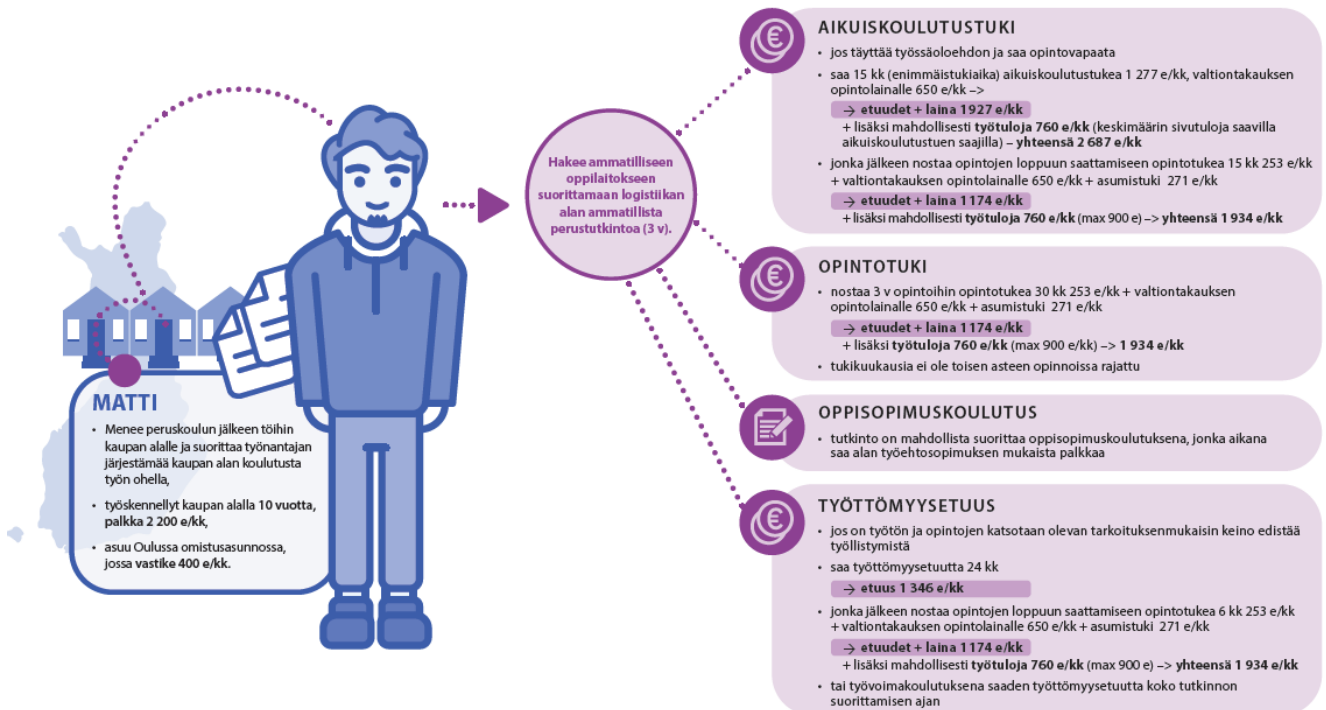 MATTI
• Menee peruskoulun jälkeen töihin
kaupan alalle ja suorittaa työnantajan
järjestämää kaupan alan koulutusta
työn ohella,
• työskennellyt kaupan alalla 10 vuotta,
palkka 2 200 e/kk,
• asuu Oulussa omistusasunnossa,
jossa vastike 400 e/kk.
Hakee ammatilliseen
oppilaitokseen
suorittamaan logistiikan
alan ammatillista
perustutkintoa (3 v).
AIKUISKOULUTUSTUKI
• jos täyttää työssäoloehdon ja saa opintovapaata
• saa 15 kk (enimmäistukiaika) aikuiskoulutustukea 1 277 e/kk, valtiontakauksen
opintolainalle 650 e/kk –>
→ etuudet + laina 1927 e/kk
+ lisäksi mahdollisesti työtuloja 760 e/kk (keskimäärin sivutuloja saavilla
aikuiskoulutustuen saajilla) – yhteensä 2 687 e/kk
• jonka jälkeen nostaa opintojen loppuun saattamiseen opintotukea 15 kk 253 e/kk
+ valtiontakauksen opintolainalle 650 e/kk + asumistuki 271 e/kk
→ etuudet + laina 1174 e/kk
+ lisäksi mahdollisesti työtuloja 760 e/kk (max 900 e) –> yhteensä 1 934 e/kk
OPINTOTUKI
• nostaa 3 v opintoihin opintotukea 30 kk 253 e/kk + valtiontakauksen
opintolainalle 650 e/kk + asumistuki 271 e/kk
→ etuudet + laina 1174 e/kk
+ lisäksi työtuloja 760 e/kk (max 900 e/kk) –> 1 934 e/kk
• tukikuukausia ei ole toisen asteen opinnoissa rajattu
OPPISOPIMUSKOULUTUS
• tutkinto on mahdollista suorittaa oppisopimuskoulutuksena, jonka aikana
saa alan työehtosopimuksen mukaista palkkaa
TYÖTTÖMYYSETUUS
• jos on työtön ja opintojen katsotaan olevan tarkoituksenmukaisin keino edistää
työllistymistä
• saa työttömyysetuutta 24 kk
→ etuus 1 346 e/kk
• jonka jälkeen nostaa opintojen loppuun saattamiseen opintotukea 6 kk 253 e/kk
+ valtiontakauksen opintolainalle 650 e/kk + asumistuki 271 e/kk
→ etuudet + laina 1174 e/kk
+ lisäksi mahdollisesti työtuloja 760 e/kk (max 900 e) –> yhteensä 1 934 e/kk
• tai työvoimakoulutuksena saaden työttömyysetuutta koko tutkinnon
suorittamisen ajan